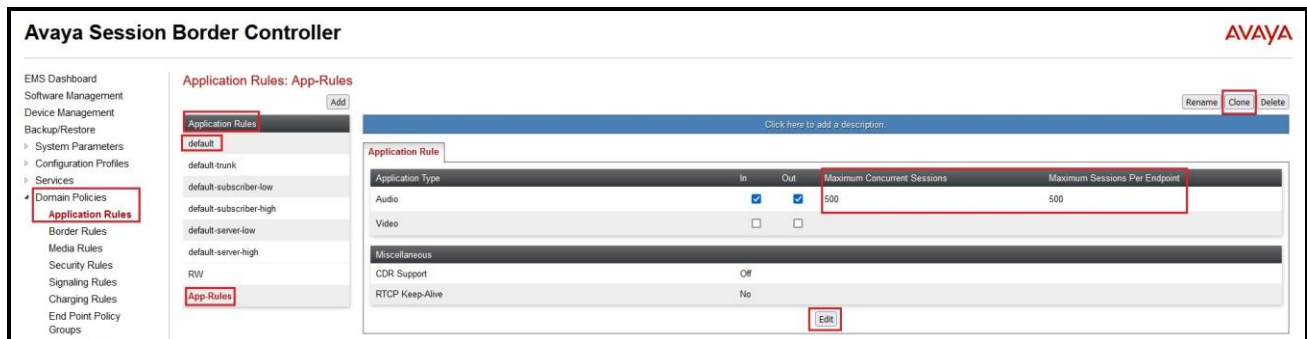 Avaya Session Border Controller
AVAYA
EMS Dashboard
Software Management
Device Management
Backup/Restore
System Parameters
Configuration Profiles
Services
Domain Policies
Application Rules
Border Rules
Media Rules
Security Rules
Signaling Rules
Charging Rules
End Point Policy
Groups
Application Rules: App-Rules
Add
Rename Clone Delete
Application Rules
default
default-trunk
default-subscriber-low
default-subscriber-high
default-server-low
default-server-high
RW
App-Rules
Click here to add a description.
Application Rule
Application Type In Out Maximum Concurrent Sessions Maximum Sessions Per Endpoint
Audio 500 500
Video
Miscellaneous
CDR Support Off
RTCP Keep-Alive No
Edit